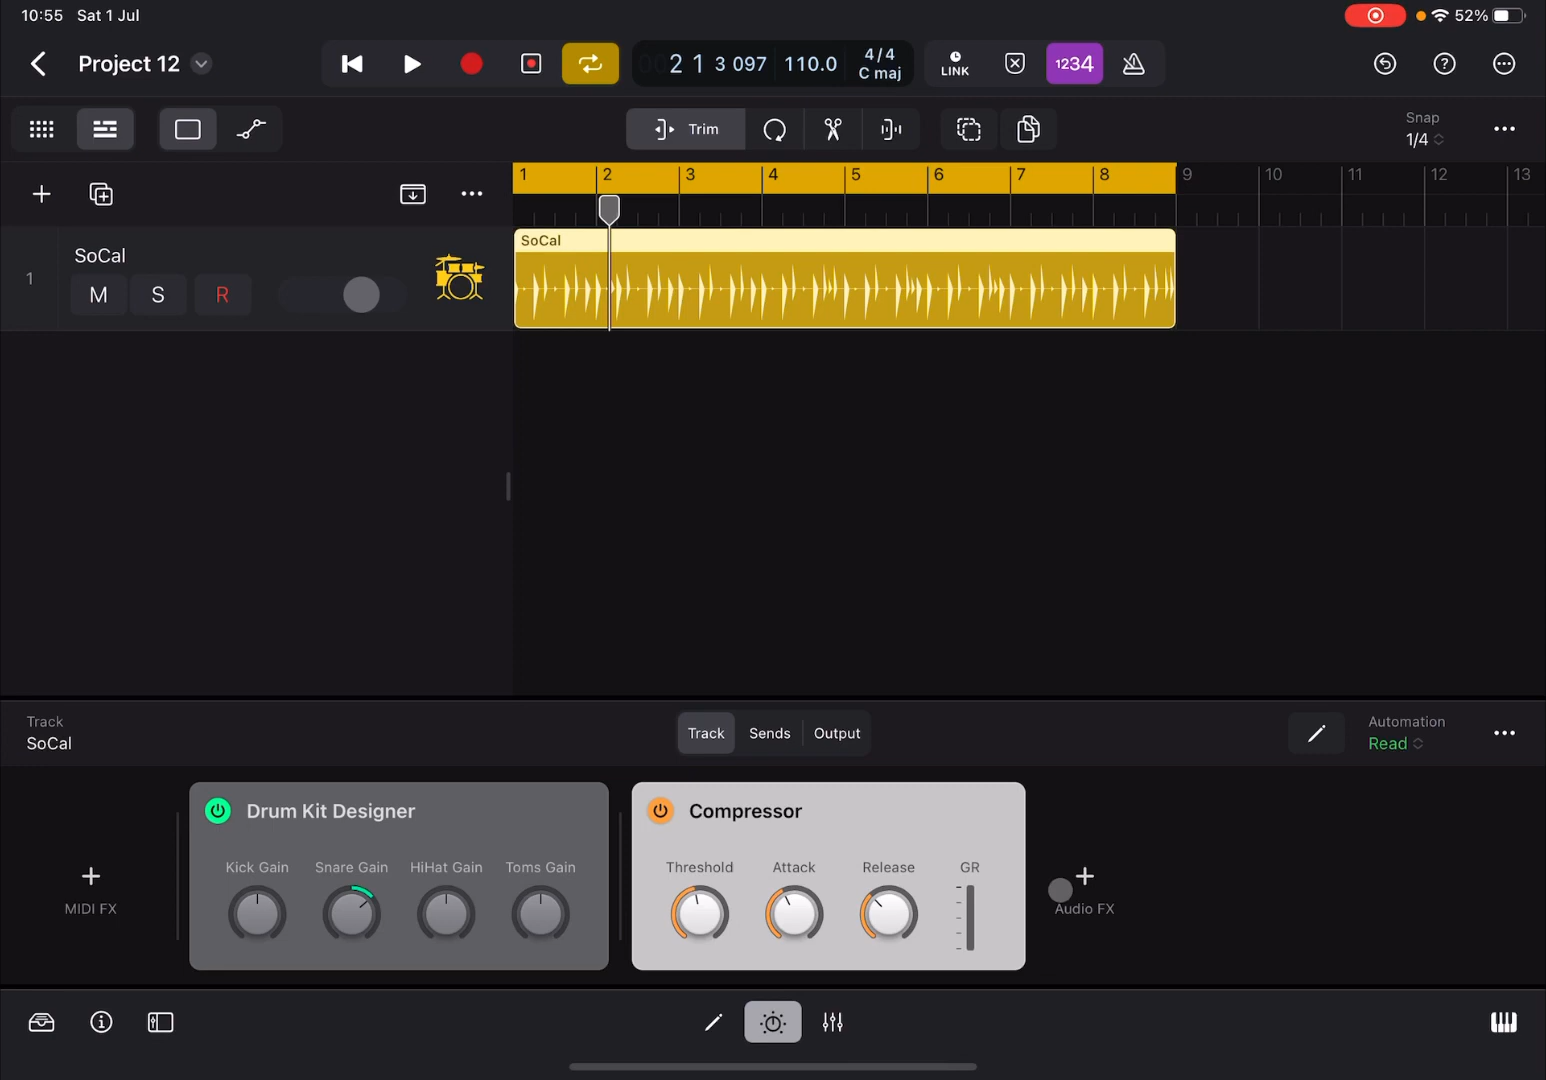 10:55 Sat 1 Jul
52%
Project 12
2 1 3 097 110.0 4/4 C maj
LINK
1234
Trim
Snap
1/4
1 2 3 4 5 6 7 8 9 10 11 12 13
SoCal
1
SoCal
M S R
Track
SoCal
Track Sends Output
Automation
Read
Drum Kit Designer
Kick Gain Snare Gain HiHat Gain Toms Gain
Compressor
Threshold Attack Release GR
MIDI FX
Audio FX